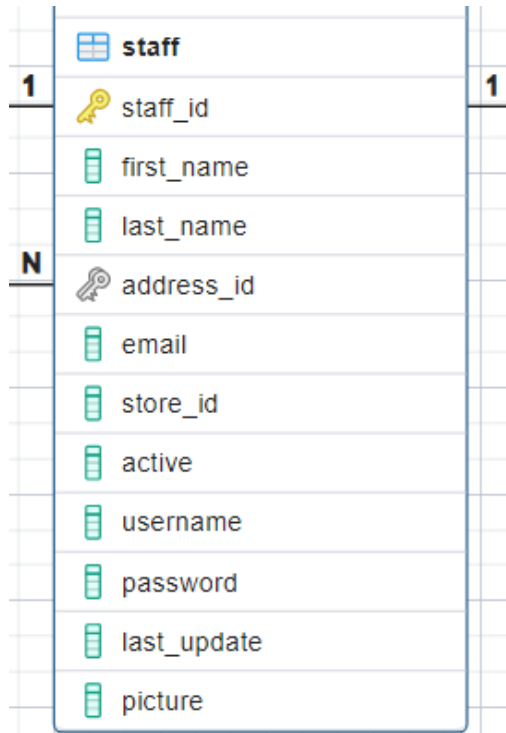 staff
1
1
staff_id
first_name
last_name
N
address_id
email
store_id
active
username
password
last_update
picture